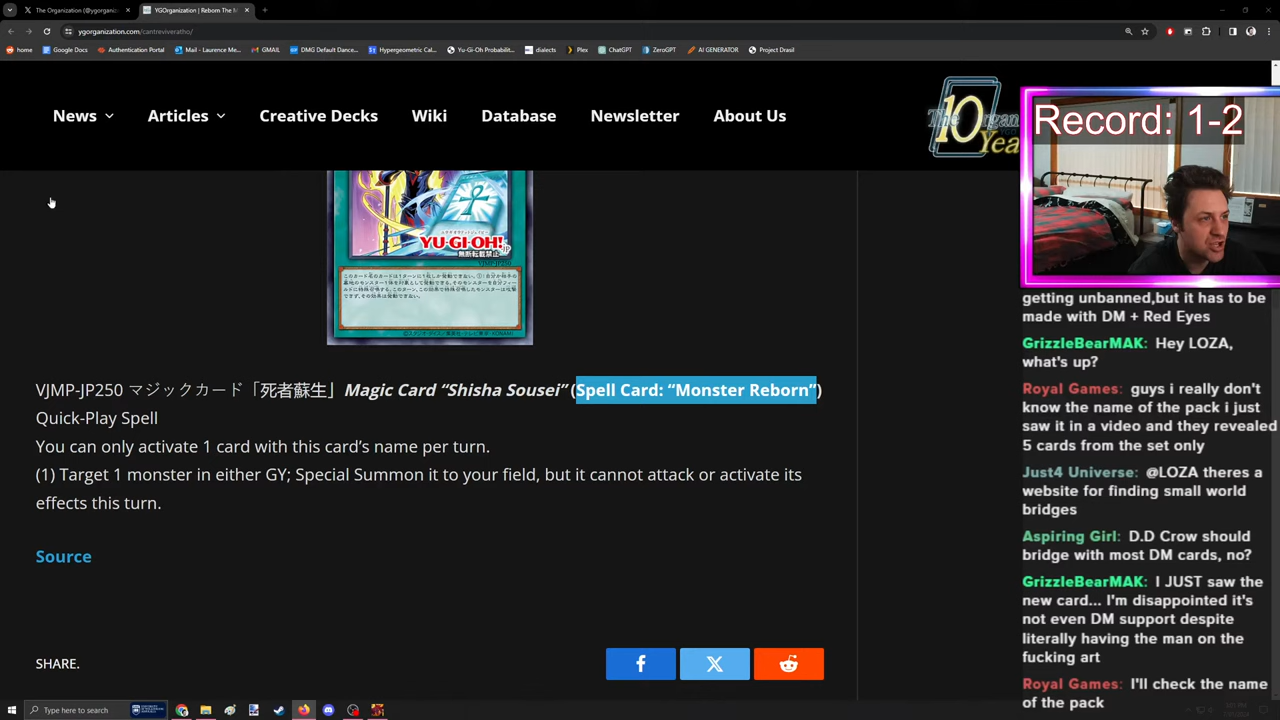 The Organization (@ygorganiz
YGOrganization | Reborn The M
ygorganization.com/cantreviveratho/
home
Google Docs
Authentication Portal
Mail - Laurence Me...
GMAIL
DMG Default Dance...
Hypergeometric Cal...
Yu-Gi-Oh Probabilit...
dialects
Plex
ChatGPT
ZeroGPT
AI GENERATOR
Project Drasil
News
Articles
Creative Decks
Wiki
Database
Newsletter
About Us
10
Record: 1-2
YU-GI-OH!
無断転載禁止
VJMP-JP250 マジックカード「死者蘇生」 Magic Card “Shisha Sousei” (Spell Card: “Monster Reborn”)
Quick-Play Spell
You can only activate 1 card with this card’s name per turn.
(1) Target 1 monster in either GY; Special Summon it to your field, but it cannot attack or activate its
effects this turn.
Source
SHARE.
getting unbanned,but it has to be
made with DM + Red Eyes
GrizzleBearMAK: Hey LOZA,
what's up?
Royal Games: guys i really don't
know the name of the pack i just
saw it in a video and they revealed
5 cards from the set only
Just4 Universe: @LOZA theres a
website for finding small world
bridges
Aspiring Girl: D.D Crow should
bridge with most DM cards, no?
GrizzleBearMAK: I JUST saw the
new card... I'm disappointed it's
not even DM support despite
literally having the man on the
fucking art
Royal Games: I'll check the name
of the pack
Type here to search